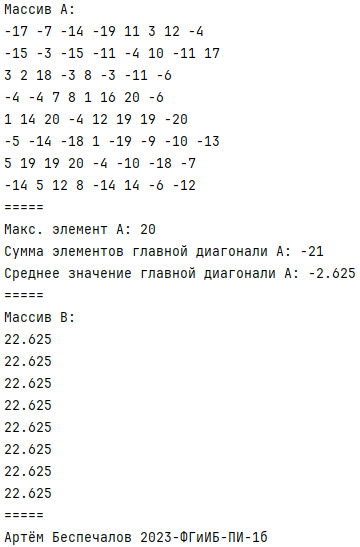 Массив A:
-17 -7 -14 -19 11 3 12 -4
-15 -3 -15 -11 -4 10 -11 17
3 2 18 -3 8 -3 -11 -6
-4 -4 7 8 1 16 20 -6
1 14 20 -4 12 19 19 -20
-5 -14 -18 1 -19 -9 -10 -13
5 19 19 20 -4 -10 -18 -7
-14 5 12 8 -14 14 -6 -12
=====
Макс. элемент A: 20
Сумма элементов главной диагонали A: -21
Среднее значение главной диагонали A: -2.625
=====
Массив B:
22.625
22.625
22.625
22.625
22.625
22.625
22.625
22.625
=====
Артём Беспечалов 2023-ФГиИБ-ПИ-1б